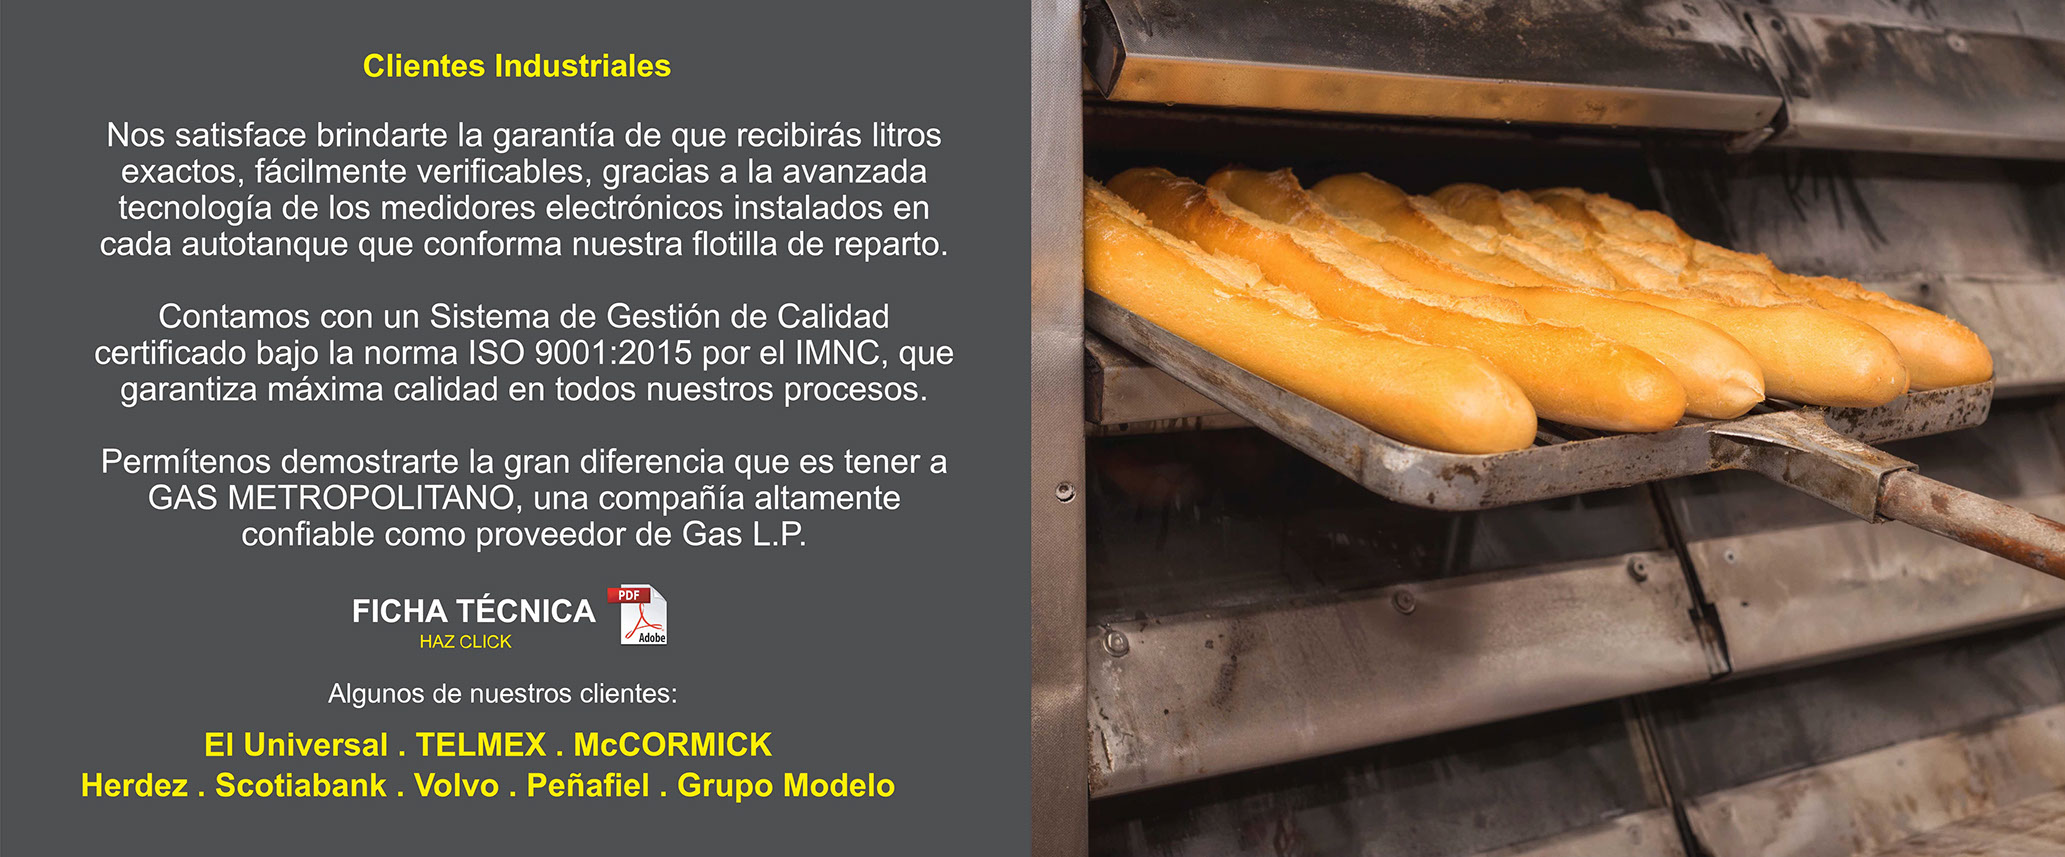 Clientes Industriales
Nos satisface brindarte la garantía de que recibirás litros
exactos, fácilmente verificables, gracias a la avanzada
tecnología de los medidores electrónicos instalados en
cada autotanque que conforma nuestra flotilla de reparto.
Contamos con un Sistema de Gestión de Calidad
certificado bajo la norma ISO 9001:2015 por el IMNC, que
garantiza máxima calidad en todos nuestros procesos.
Permítenos demostrarte la gran diferencia que es tener a
GAS METROPOLITANO, una compañía altamente
confiable como proveedor de Gas L.P.
FICHA TÉCNICA
PDF
Adobe
HAZ CLICK
Algunos de nuestros clientes:
El Universal . TELMEX . McCORMICK
Herdez . Scotiabank . Volvo . Peñafiel . Grupo Modelo